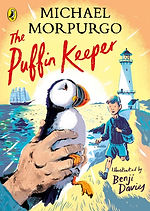 MICHAEL
MORPURGO
The
Puffin Keeper
Illustrated by
Benji Davies